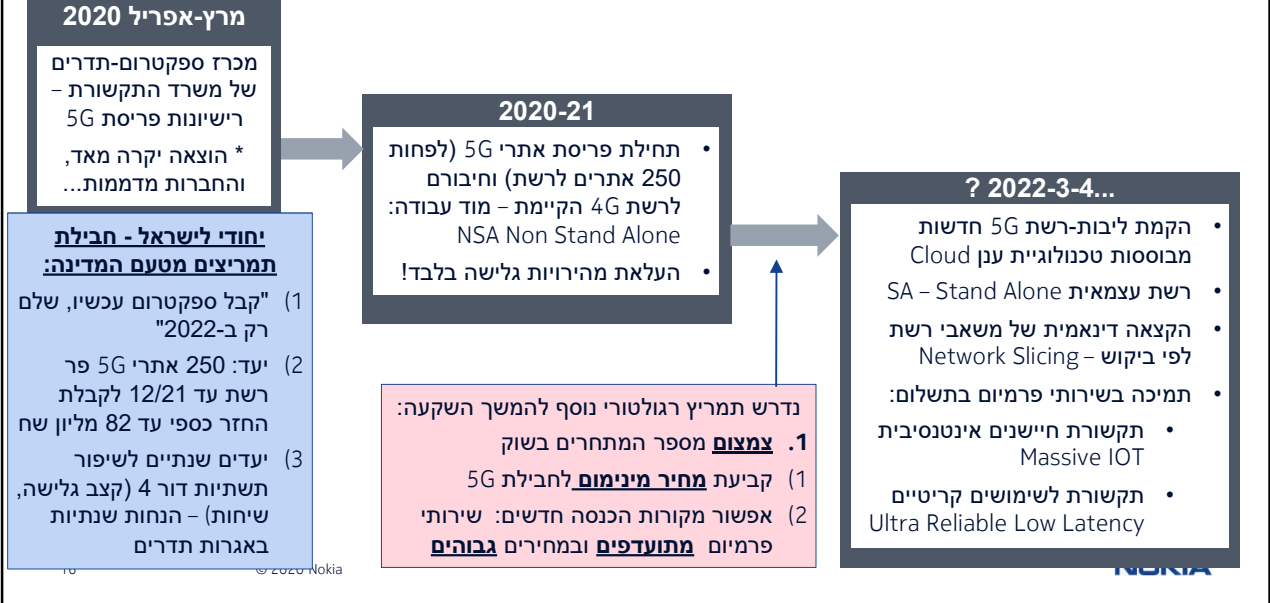 מרץ-אפריל 2020
מכרז ספקטרום-תדרים
של משרד התקשורת –
רישיונות פריסת 5G
* הוצאה יקרה מאד,
והחברות מדממות...
יחודי לישראל - חבילת
תמריצים מטעם המדינה:
1) "קבל ספקטרום עכשיו, שלם
רק ב-2022"
2) יעד: 250 אתרי 5G פר
רשת עד 12/21 לקבלת
החזר כספי עד 82 מליון שח
3) יעדים שנתיים לשיפור
תשתיות דור 4 (קצב גלישה,
שיחות) – הנחות שנתיות
באגרות תדרים
2020-21
• תחילת פריסת אתרי 5G (לפחות
250 אתרים לרשת) וחיבורם
לרשת 4G הקיימת – מוד עבודה:
NSA Non Stand Alone
• העלאת מהירויות גלישה בלבד!
נדרש תמריץ רגולטורי נוסף להמשך השקעה:
1. צמצום מספר המתחרים בשוק
1) קביעת מחיר מינימום לחבילת 5G
2) אפשור מקורות הכנסה חדשים: שירותי
פרמיום מתועדפים ובמחירים גבוהים
? 2022-3-4...
• הקמת ליבות-רשת 5G חדשות
מבוססות טכנולוגיית ענן Cloud
• רשת עצמאית SA – Stand Alone
• הקצאה דינאמית של משאבי רשת
לפי ביקוש – Network Slicing
• תמיכה בשירותי פרמיום בתשלום:
• תקשורת חיישנים אינטנסיבית
Massive IOT
• תקשורת לשימושים קריטיים
Ultra Reliable Low Latency
16
© 2020 Nokia
NOKIA